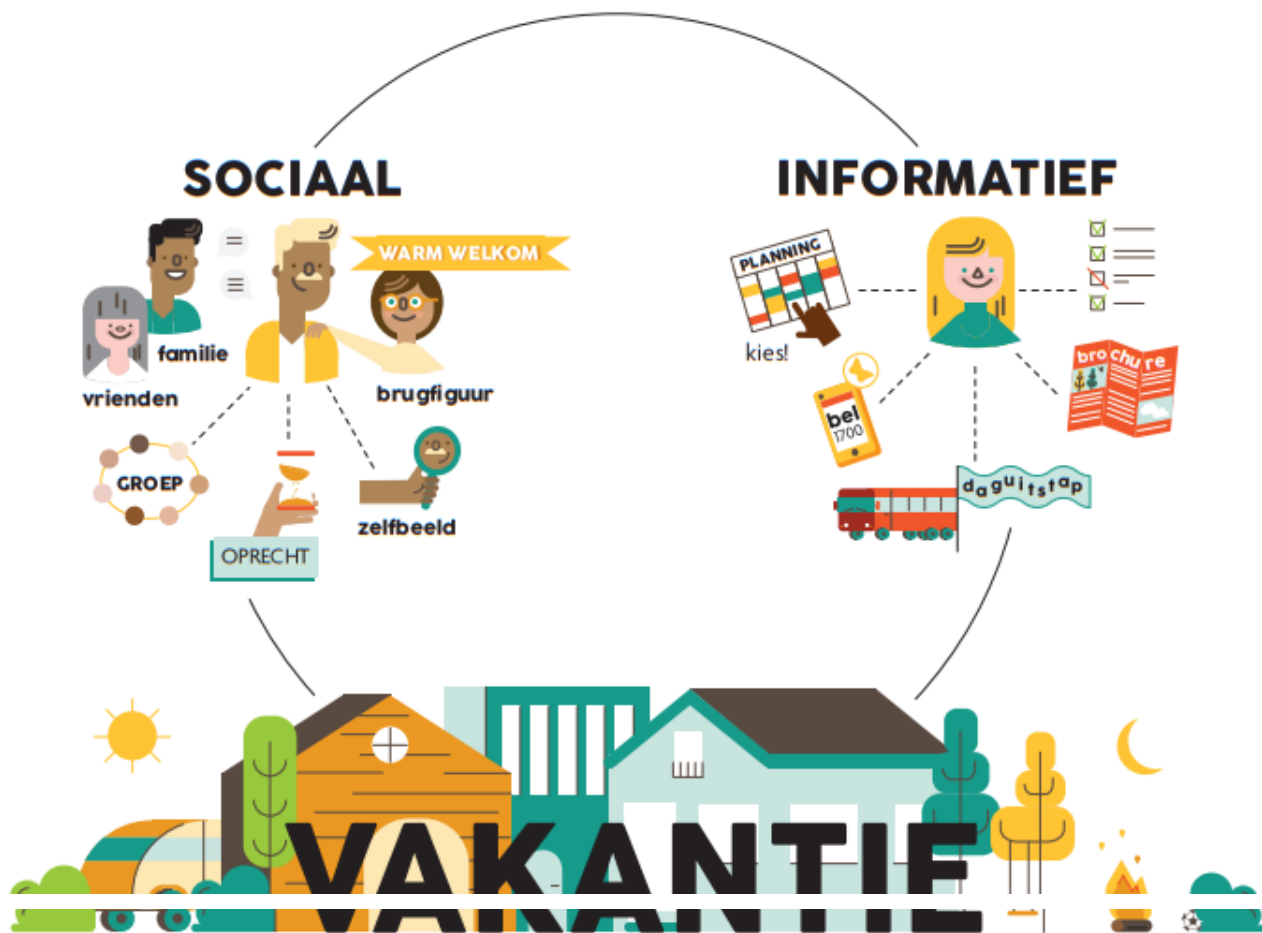 SOCIAAL
WARM WELKOM
familie
vrienden
brugfiguur
GROEP
zelfbeeld
OPRECHT
INFORMATIEF
PLANNING
kies!
bel
1700
brochure
daguitstap
VAKANTIE